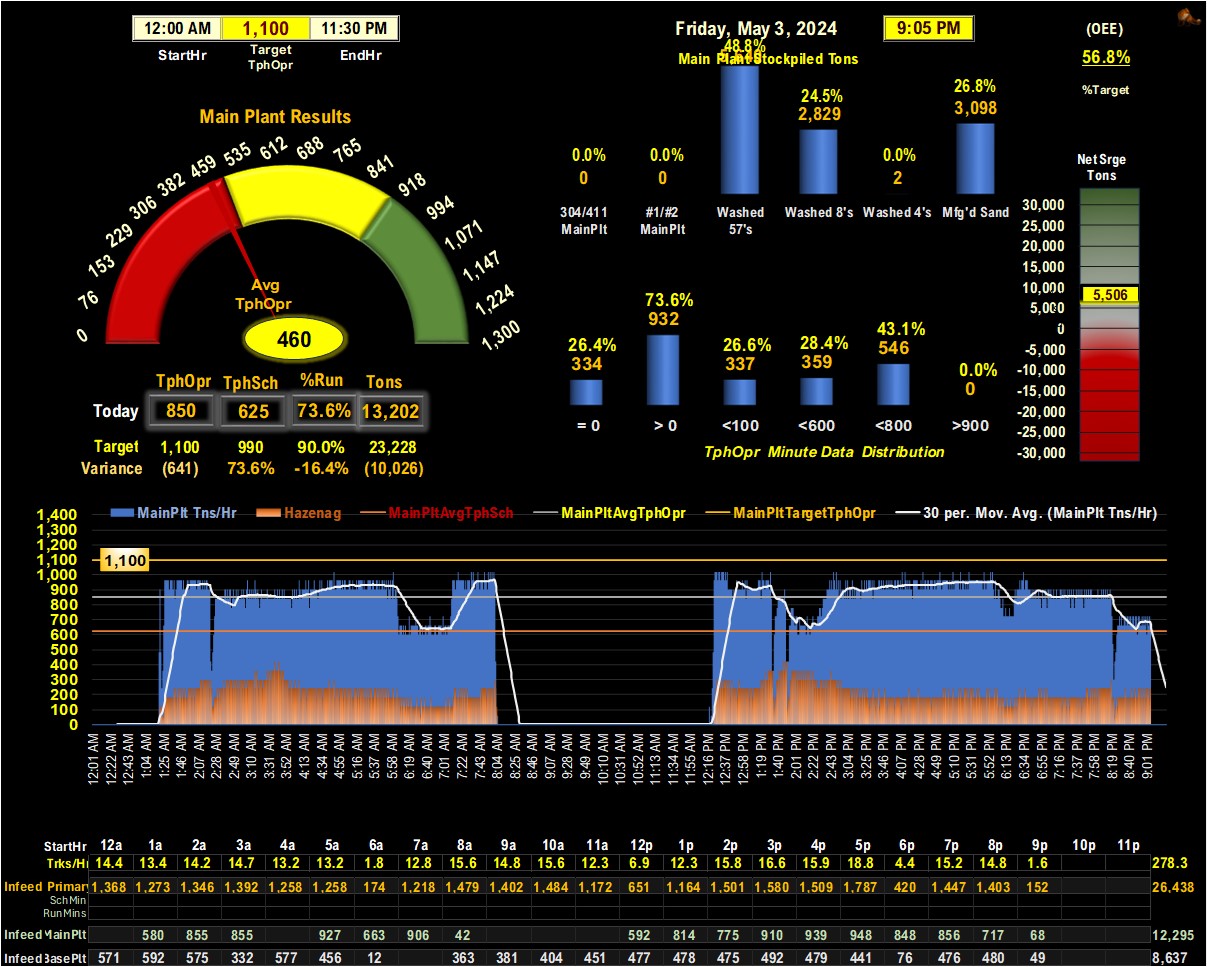 12:00 AM 1,100 11:30 PM
StartHr Target TphOpr EndHr
Friday, May 3, 2024 9:05 PM
(OEE)
56.8%
%Target
Main Plant Stockpiled Tons
48.8%
24.5%
2,829
26.8%
3,098
0.0% 0.0% 0.0%
0 0 2
304/411 MainPlt #1/#2 MainPlt Washed 57's Washed 8's Washed 4's Mfg'd Sand
Main Plant Results
0 76 153 229 306 382 459 535 612 688 765 841 918 994 1,071 1,147 1,224 1,300
Avg
TphOpr
460
TphOpr TphSch %Run Tons
Today 850 625 73.6% 13,202
Target 1,100 990 90.0% 23,228
Variance (641) 73.6% -16.4% (10,026)
26.4% 73.6% 26.6% 28.4% 43.1% 0.0%
334 932 337 359 546 0
= 0 > 0 <100 <600 <800 >900
TphOpr Minute Data Distribution
Net Srge
Tons
30,000
25,000
20,000
15,000
10,000
5,506
5,000
0
-5,000
-10,000
-15,000
-20,000
-25,000
-30,000
MainPlt Tns/Hr Hazenag MainPltAvgTphSch MainPltAvgTphOpr MainPltTargetTphOpr 30 per. Mov. Avg. (MainPlt Tns/Hr)
1,400
1,300
1,200
1,100
1,100
1,000
900
800
700
600
500
400
300
200
100
0
12:01 AM 12:22 AM 12:43 AM 1:04 AM 1:25 AM 1:46 AM 2:07 AM 2:28 AM 2:49 AM 3:10 AM 3:31 AM 3:52 AM 4:13 AM 4:34 AM 4:55 AM 5:16 AM 5:37 AM 5:58 AM 6:19 AM 6:40 AM 7:01 AM 7:22 AM 7:43 AM 8:04 AM 8:25 AM 8:46 AM 9:07 AM 9:28 AM 9:49 AM 10:10 AM 10:31 AM 10:52 AM 11:13 AM 11:34 AM 11:55 AM 12:16 PM 12:37 PM 12:58 PM 1:19 PM 1:40 PM 2:01 PM 2:22 PM 2:43 PM 3:04 PM 3:25 PM 3:46 PM 4:07 PM 4:28 PM 4:49 PM 5:10 PM 5:31 PM 5:52 PM 6:13 PM 6:34 PM 6:55 PM 7:16 PM 7:37 PM 7:58 PM 8:19 PM 8:40 PM 9:01 PM
StartHr 12a 1a 2a 3a 4a 5a 6a 7a 8a 9a 10a 11a 12p 1p 2p 3p 4p 5p 6p 7p 8p 9p 10p 11p
Trks/Hr 14.4 13.4 14.2 14.7 13.2 13.2 1.8 12.8 15.6 14.8 15.6 12.3 6.9 12.3 15.8 16.6 15.9 18.8 4.4 15.2 14.8 1.6 278.3
Infeed Primary 1,368 1,273 1,346 1,392 1,258 1,258 174 1,218 1,479 1,402 1,484 1,172 651 1,164 1,501 1,580 1,509 1,787 420 1,447 1,403 152 26,438
SchMin
RunMins
Infeed MainPlt 580 855 855 927 663 906 42 592 814 775 910 939 948 848 856 717 68 12,295
Infeed BasePlt 571 592 575 332 577 456 12 363 381 404 451 477 478 475 492 479 441 76 476 480 49 8,637